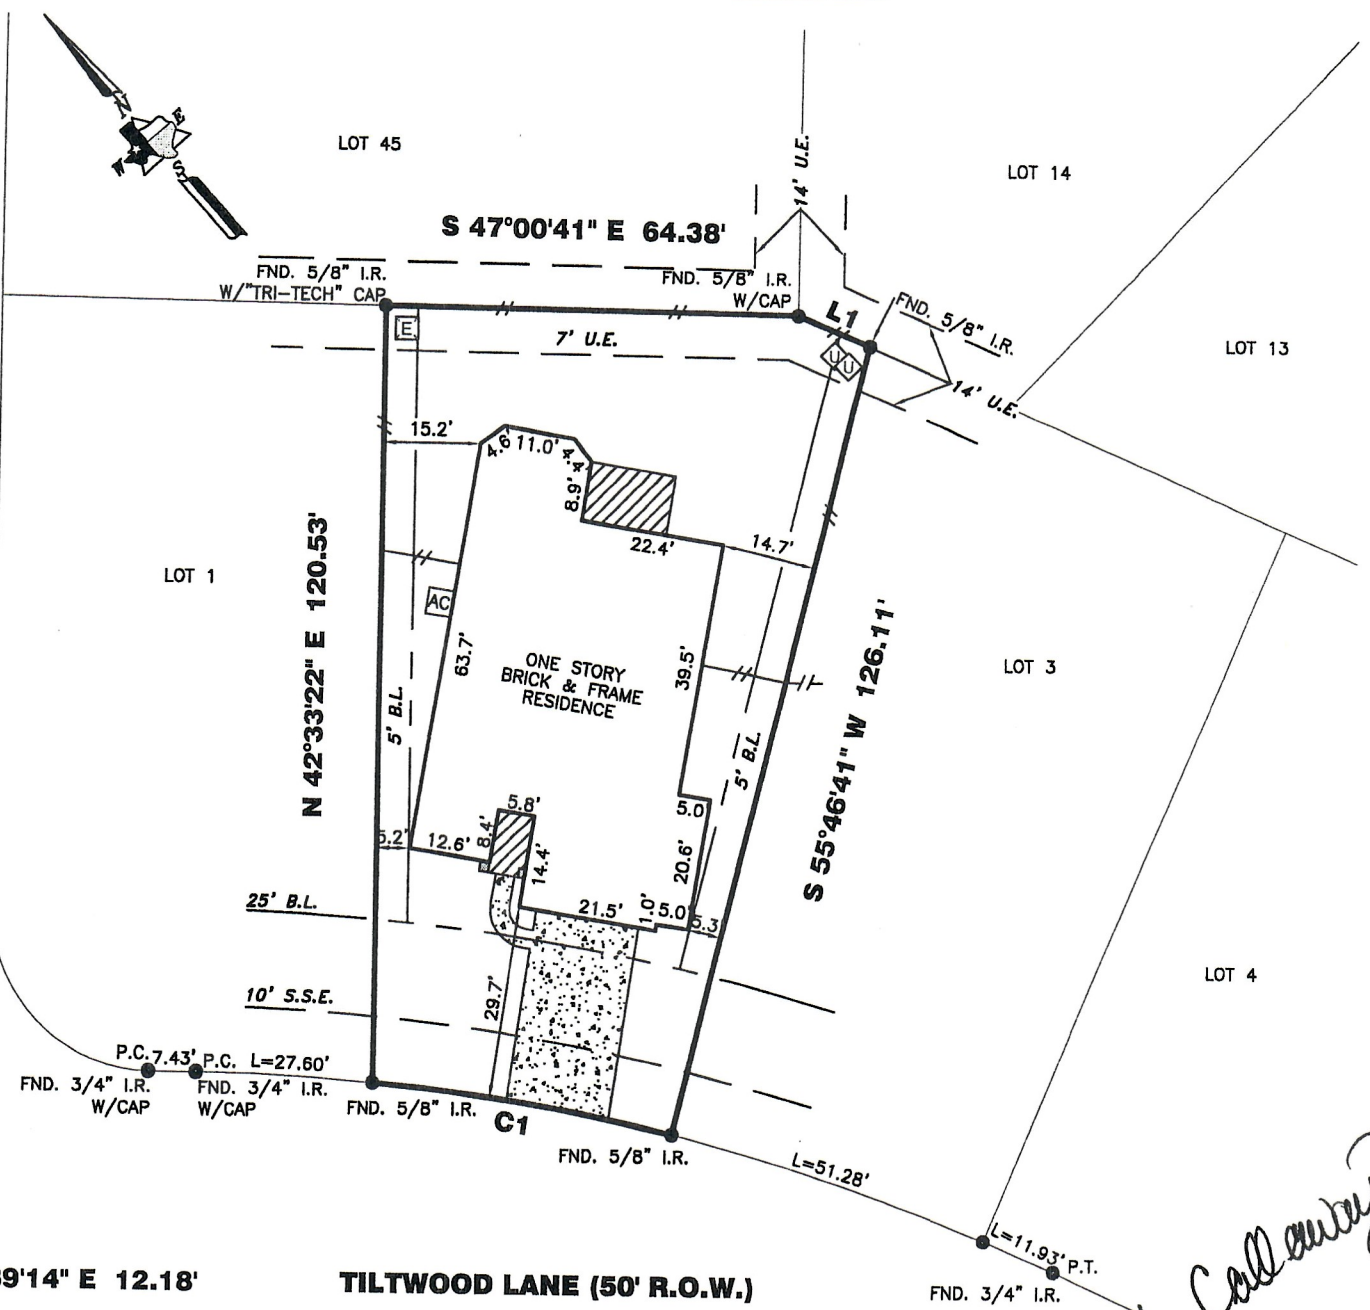 N
E
W
S
LOT 45
14' U.E.
LOT 14
S 47°00'41" E 64.38'
FND. 5/8" I.R.
W/"TRI-TECH" CAP
FND. 5/8" I.R.
W/CAP
L1
FND. 5/8" I.R.
LOT 13
E
7' U.E.
U
U
14' U.E.
15.2'
4.6'
11.0'
4.4'
8.9'
22.4'
14.7'
LOT 1
N 42°33'22" E 120.53'
AC
63.7'
ONE STORY
BRICK & FRAME
RESIDENCE
39.5'
S 55°46'41" W 126.11'
LOT 3
5' B.L.
5' B.L.
5.8'
5.0'
5.2'
12.6'
8.4'
14.4'
20.6'
25' B.L.
21.5'
1.0'
5.0'
5.3'
LOT 4
10' S.S.E.
29.7'
P.C.
7.43'
P.C.
L=27.60'
FND. 3/4" I.R.
W/CAP
FND. 3/4" I.R.
W/CAP
FND. 5/8" I.R.
C1
FND. 5/8" I.R.
L=51.28'
L=11.93'
P.T.
FND. 3/4" I.R.
Callaway
9'14" E 12.18'
TILTWOOD LANE (50' R.O.W.)